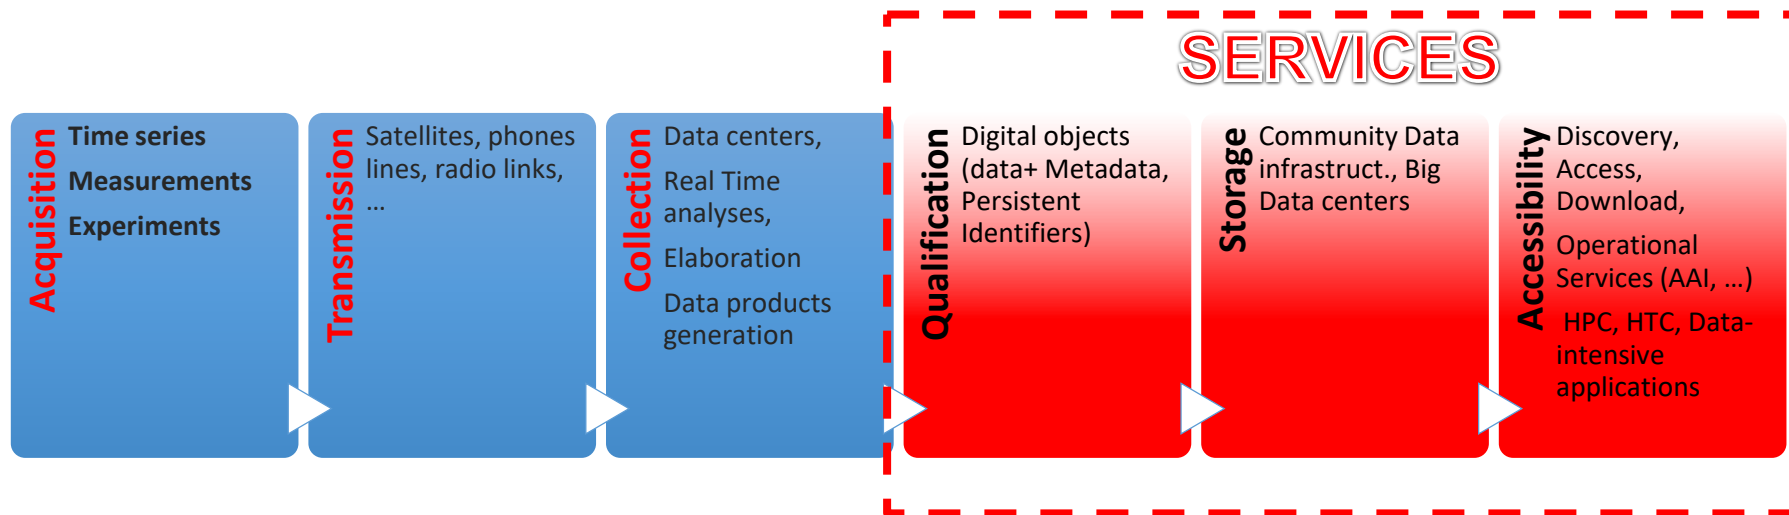 SERVICES
Acquisition
Time series
Measurements
Experiments
Transmission
Satellites, phones
lines, radio links,
...
Collection
Data centers,
Real Time
analyses,
Elaboration
Data products
generation
Qualification
Digital objects
(data+ Metadata,
Persistent
Identifiers)
Storage
Community Data
infrastruct., Big
Data centers
Accessibility
Discovery,
Access,
Download,
Operational
Services (AAI, ...)
HPC, HTC, Data-
intensive
applications